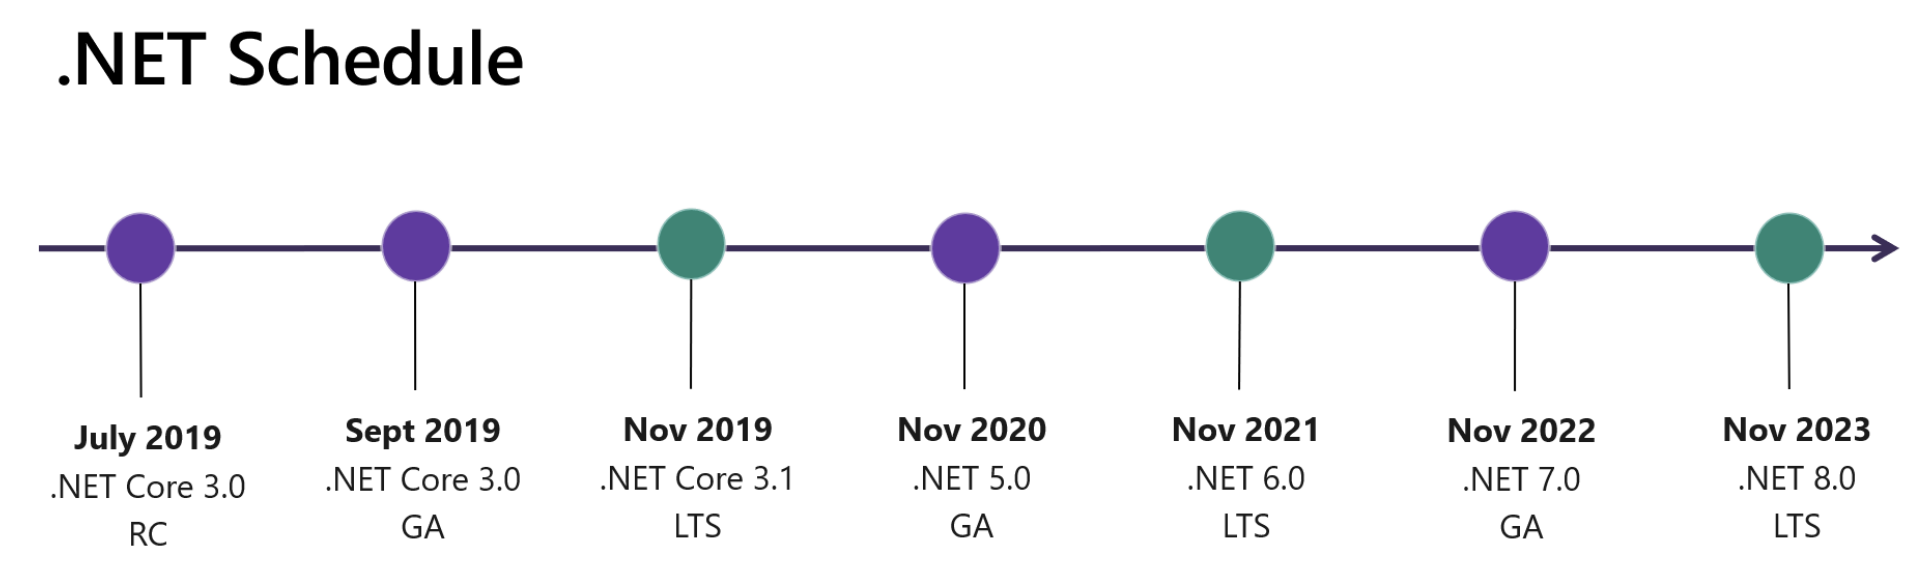 .NET Schedule
July 2019
.NET Core 3.0
RC
Sept 2019
.NET Core 3.0
GA
Nov 2019
.NET Core 3.1
LTS
Nov 2020
.NET 5.0
GA
Nov 2021
.NET 6.0
LTS
Nov 2022
.NET 7.0
GA
Nov 2023
.NET 8.0
LTS